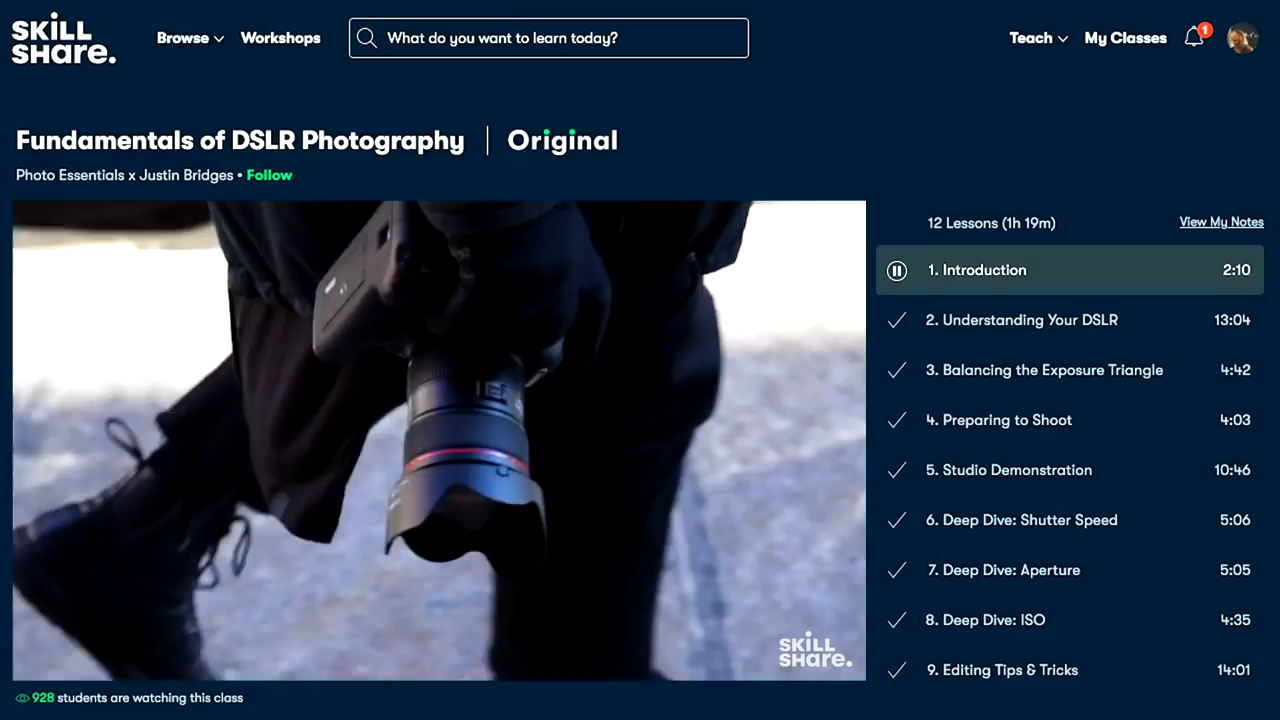 SKILL
SHare.
Browse
Workshops
What do you want to learn today?
Teach
My Classes
1
Fundamentals of DSLR Photography | Original
Photo Essentials x Justin Bridges • Follow
12 Lessons (1h 19m)
View My Notes
1. Introduction 2:10
2. Understanding Your DSLR 13:04
3. Balancing the Exposure Triangle 4:42
4. Preparing to Shoot 4:03
5. Studio Demonstration 10:46
6. Deep Dive: Shutter Speed 5:06
7. Deep Dive: Aperture 5:05
8. Deep Dive: ISO 4:35
9. Editing Tips & Tricks 14:01
SKILL
SHare.
928 students are watching this class